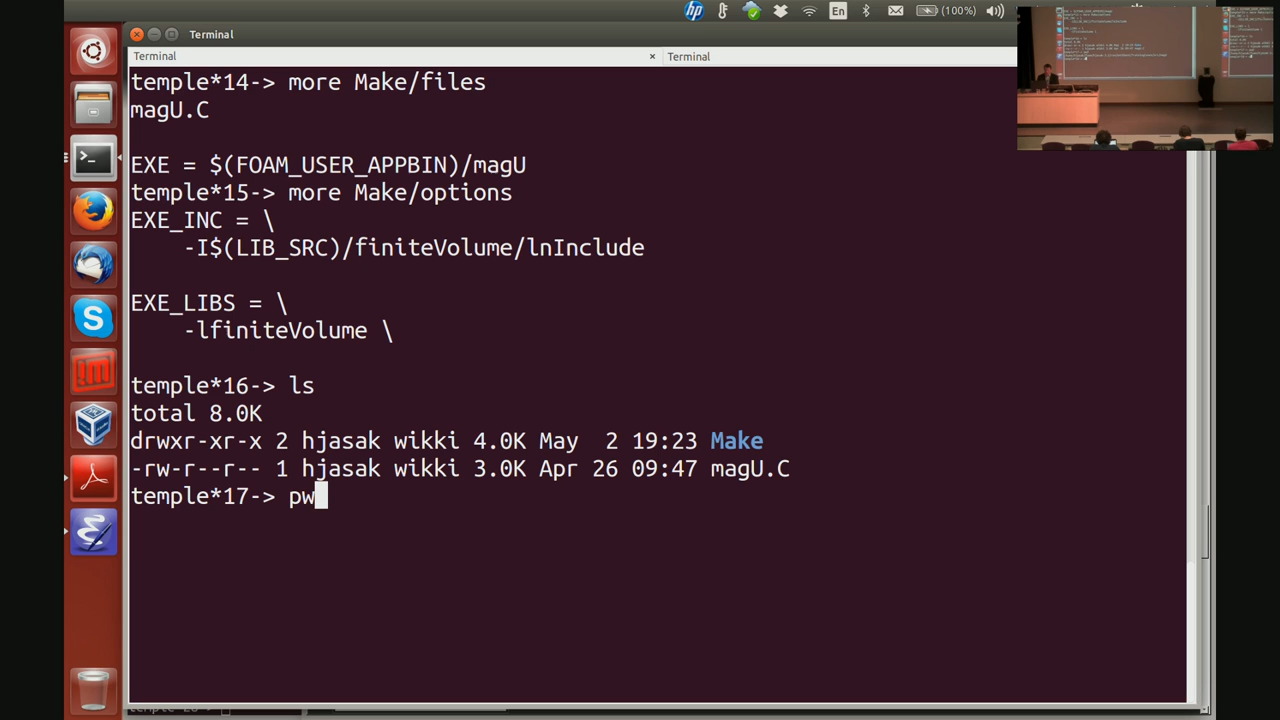 En
(100%)
Terminal
Terminal
Terminal
temple*14-> more Make/files
magU.C
EXE = $(FOAM_USER_APPBIN)/magU
temple*15-> more Make/options
EXE_INC = \
-I$(LIB_SRC)/finiteVolume/lnInclude
EXE_LIBS = \
-lfiniteVolume \
temple*16-> ls
total 8.0K
drwxr-xr-x 2 hjasak wikki 4.0K May  2 19:23 Make
-rw-r--r-- 1 hjasak wikki 3.0K Apr 26 09:47 magU.C
temple*17-> pw